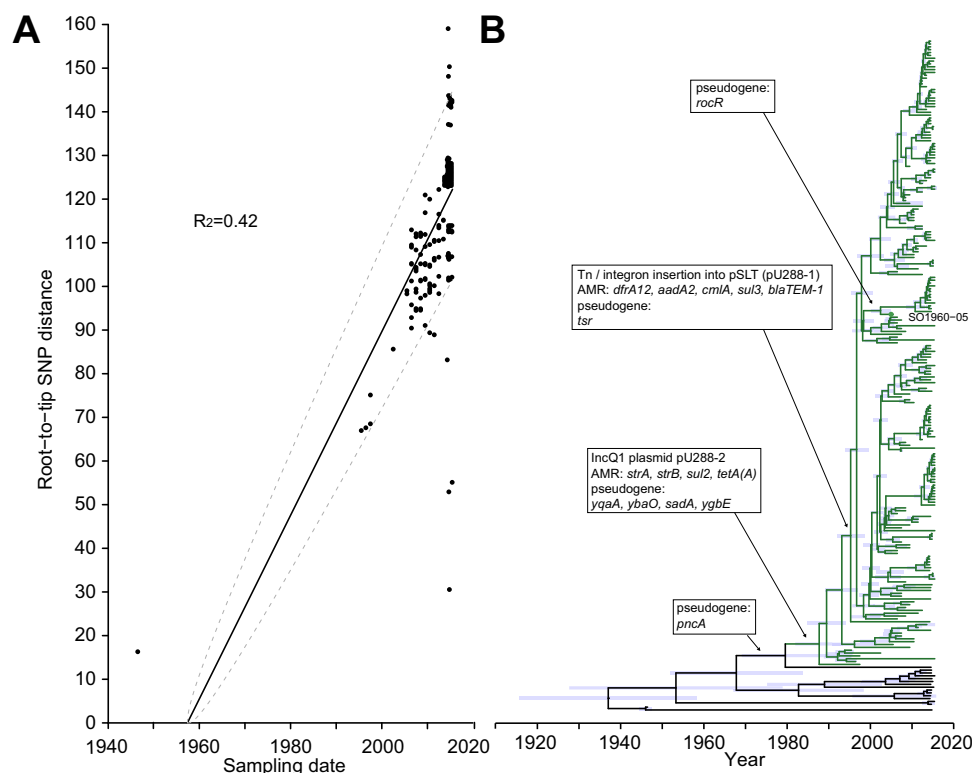 A
160
150
140
130
120
110
100
90
80
70
60
50
40
30
20
10
0
Root-to-tip SNP distance
R2=0.42
1940
1960
1980
2000
2020
Sampling date
B
pseudogene:
rocR
Tn / integron insertion into pSLT (pU288-1)
AMR: dfrA12, aadA2, cmlA, sul3, blaTEM-1
pseudogene:
tsr
SO1960-05
IncQ1 plasmid pU288-2
AMR: strA, strB, sul2, tetA(A)
pseudogene:
yqaA, ybaO, sadA, ygbE
pseudogene:
pncA
1920
1940
1960
1980
2000
2020
Year